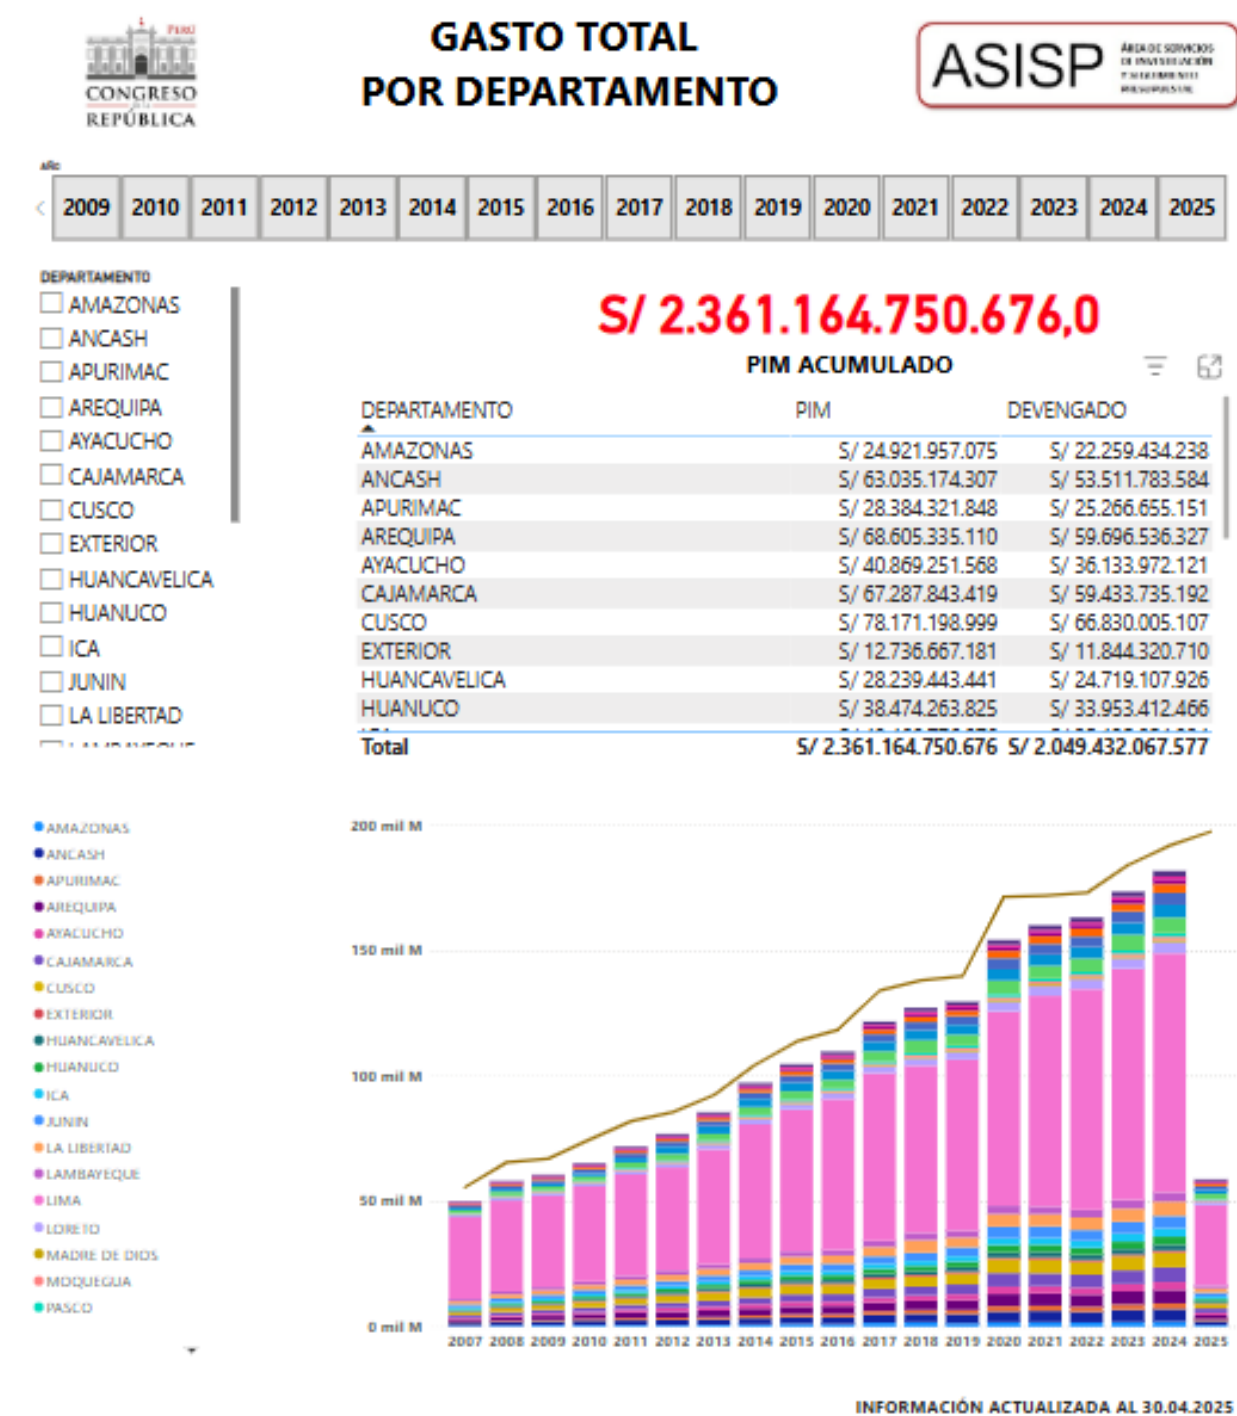 PERÚ
CONGRESO
de la
REPÚBLICA
GASTO TOTAL
POR DEPARTAMENTO
ASISP
ÁREA DE SERVICIOS
DE INVESTIGACIÓN
Y SEGUIMIENTO
PRESUPUESTAL
AÑO
2009 2010 2011 2012 2013 2014 2015 2016 2017 2018 2019 2020 2021 2022 2023 2024 2025
DEPARTAMENTO
AMAZONAS
ANCASH
APURIMAC
AREQUIPA
AYACUCHO
CAJAMARCA
CUSCO
EXTERIOR
HUANCAVELICA
HUANUCO
ICA
JUNIN
LA LIBERTAD
LAMBAYEQUE
S/ 2.361.164.750.676,0
PIM ACUMULADO
DEPARTAMENTO PIM DEVENGADO
AMAZONAS S/ 24.921.957.075 S/ 22.259.434.238
ANCASH S/ 63.035.174.307 S/ 53.511.783.584
APURIMAC S/ 28.384.321.848 S/ 25.266.655.151
AREQUIPA S/ 68.605.335.110 S/ 59.696.536.327
AYACUCHO S/ 40.869.251.568 S/ 36.133.972.121
CAJAMARCA S/ 67.287.843.419 S/ 59.433.735.192
CUSCO S/ 78.171.198.999 S/ 66.830.005.107
EXTERIOR S/ 12.736.667.181 S/ 11.844.320.710
HUANCAVELICA S/ 28.239.443.441 S/ 24.719.107.926
HUANUCO S/ 38.474.263.825 S/ 33.953.412.466
Total S/ 2.361.164.750.676 S/ 2.049.432.067.577
AMAZONAS
ANCASH
APURIMAC
AREQUIPA
AYACUCHO
CAJAMARCA
CUSCO
EXTERIOR
HUANCAVELICA
HUANUCO
ICA
JUNIN
LA LIBERTAD
LAMBAYEQUE
LIMA
LORETO
MADRE DE DIOS
MOQUEGUA
PASCO
200 mil M
150 mil M
100 mil M
50 mil M
0 mil M
2007 2008 2009 2010 2011 2012 2013 2014 2015 2016 2017 2018 2019 2020 2021 2022 2023 2024 2025
INFORMACIÓN ACTUALIZADA AL 30.04.2025